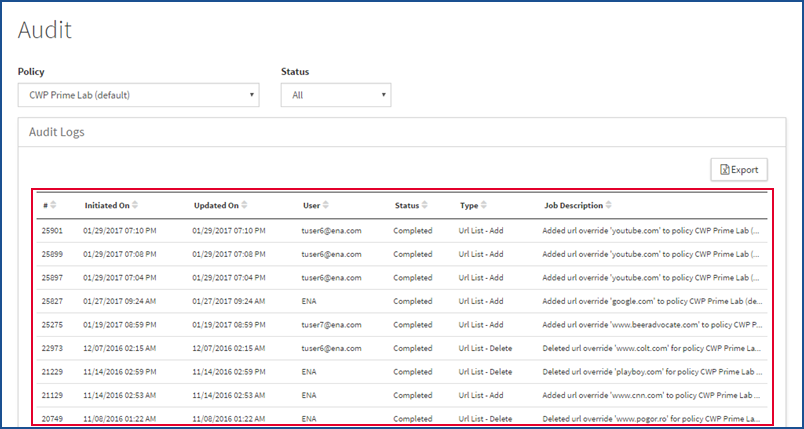 Audit
Policy Status
CWP Prime Lab (default) All
Audit Logs
Export
# Initiated On Updated On User Status Type Job Description
25901 01/29/2017 07:10 PM 01/29/2017 07:10 PM tuser6@ena.com Completed Url List - Add Added url override 'youtube.com' to policy CWP Prime Lab (...
25899 01/29/2017 07:08 PM 01/29/2017 07:08 PM tuser6@ena.com Completed Url List - Add Added url override 'youtube.com' to policy CWP Prime Lab (...
25897 01/29/2017 07:04 PM 01/29/2017 07:04 PM tuser6@ena.com Completed Url List - Add Added url override 'youtube.com' to policy CWP Prime Lab (...
25827 01/27/2017 09:24 AM 01/27/2017 09:24 AM ENA Completed Url List - Add Added url override 'google.com' to policy CWP Prime Lab (de...
25275 01/19/2017 08:59 PM 01/19/2017 08:59 PM tuser7@ena.com Completed Url List - Add Added url override 'www.beeradvocate.com' to policy CWP P...
22973 12/07/2016 02:15 AM 12/07/2016 02:15 AM tuser6@ena.com Completed Url List - Delete Deleted url override 'www.colt.com' for policy CWP Prime La...
21229 11/14/2016 02:59 PM 11/14/2016 02:59 PM ENA Completed Url List - Delete Deleted url override 'playboy.com' for policy CWP Prime Lab ...
21129 11/14/2016 02:53 AM 11/14/2016 02:53 AM ENA Completed Url List - Add Added url override 'www.cnn.com' to policy CWP Prime Lab (...
20749 11/08/2016 01:22 AM 11/08/2016 01:22 AM ENA Completed Url List - Delete Deleted url override 'www.pogor.ro' for policy CWP Prime La...